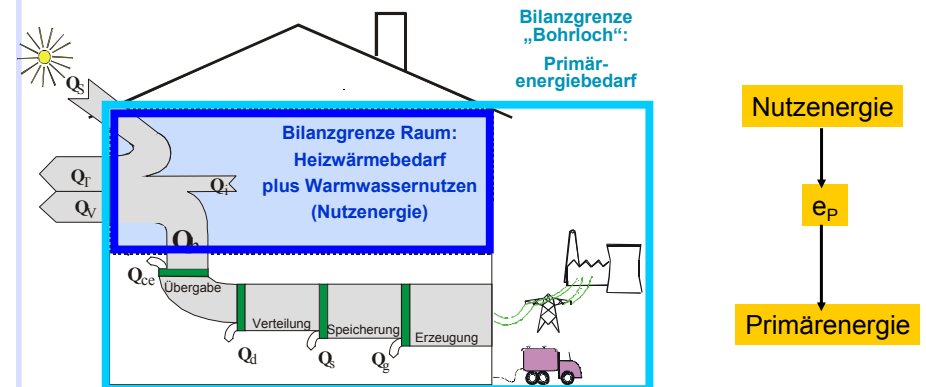 Bilanzgrenze
„Bohrloch“:
Primär-
energiebedarf
Q_S
Bilanzgrenze Raum:
Heizwärmebedarf
plus Warmwassernutzen
(Nutzenergie)
Q_T
Q_i
Q_V
Q_ce
Übergabe
Verteilung
Speicherung
Erzeugung
Q_d
Q_s
Q_g
Nutzenergie
e_P
Primärenergie